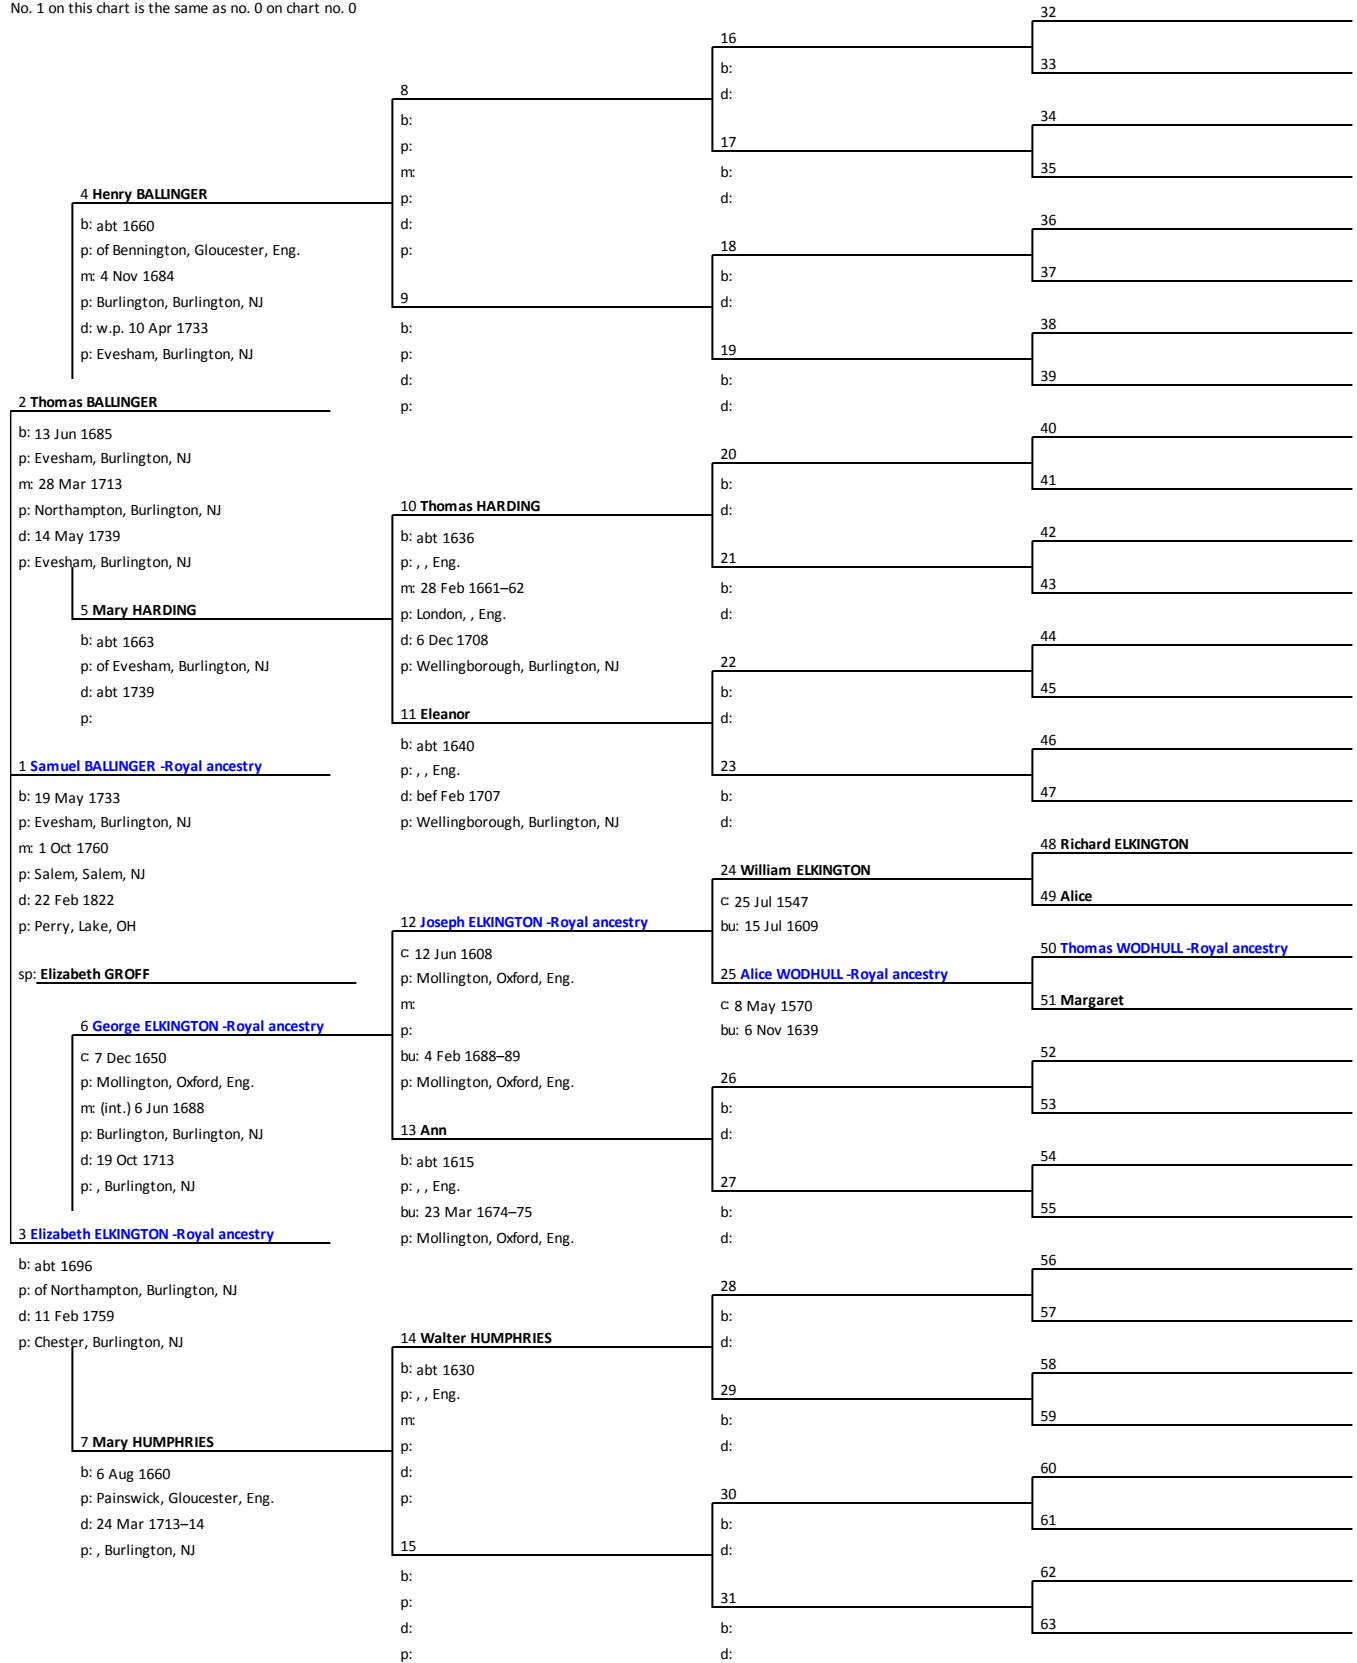 No. 1 on this chart is the same as no. 0 on chart no. 0
2 Thomas BALLINGER
b: 13 Jun 1685
p: Evesham, Burlington, NJ
m: 28 Mar 1713
p: Northampton, Burlington, NJ
d: 14 May 1739
p: Evesham, Burlington, NJ
1 Samuel BALLINGER -Royal ancestry
b: 19 May 1733
p: Evesham, Burlington, NJ
m: 1 Oct 1760
p: Salem, Salem, NJ
d: 22 Feb 1822
p: Perry, Lake, OH
sp: Elizabeth GROFF
3 Elizabeth ELKINGTON -Royal ancestry
b: abt 1696
p: of Northampton, Burlington, NJ
d: 11 Feb 1759
p: Chester, Burlington, NJ
4 Henry BALLINGER
b: abt 1660
p: of Bennington, Gloucester, Eng.
m: 4 Nov 1684
p: Burlington, Burlington, NJ
d: w.p. 10 Apr 1733
p: Evesham, Burlington, NJ
5 Mary HARDING
b: abt 1663
p: of Evesham, Burlington, NJ
d: abt 1739
p:
6 George ELKINGTON -Royal ancestry
c: 7 Dec 1650
p: Mollington, Oxford, Eng.
m: (int.) 6 Jun 1688
p: Burlington, Burlington, NJ
d: 19 Oct 1713
p: , Burlington, NJ
7 Mary HUMPHRIES
b: 6 Aug 1660
p: Painswick, Gloucester, Eng.
d: 24 Mar 1713–14
p: , Burlington, NJ
8
b:
p:
m:
p:
d:
p:
9
b:
p:
d:
p:
10 Thomas HARDING
b: abt 1636
p: , , Eng.
m: 28 Feb 1661–62
p: London, , Eng.
d: 6 Dec 1708
p: Wellingborough, Burlington, NJ
11 Eleanor
b: abt 1640
p: , , Eng.
d: bef Feb 1707
p: Wellingborough, Burlington, NJ
12 Joseph ELKINGTON -Royal ancestry
c: 12 Jun 1608
p: Mollington, Oxford, Eng.
m:
p:
bu: 4 Feb 1688–89
p: Mollington, Oxford, Eng.
13 Ann
b: abt 1615
p: , , Eng.
bu: 23 Mar 1674–75
p: Mollington, Oxford, Eng.
14 Walter HUMPHRIES
b: abt 1630
p: , , Eng.
m:
p:
d:
p:
15
b:
p:
d:
p:
16
b:
d:
17
b:
d:
18
b:
d:
19
b:
d:
20
b:
d:
21
b:
d:
22
b:
d:
23
b:
d:
24 William ELKINGTON
c: 25 Jul 1547
bu: 15 Jul 1609
25 Alice WODHULL -Royal ancestry
c: 8 May 1570
bu: 6 Nov 1639
26
b:
d:
27
b:
d:
28
b:
d:
29
b:
d:
30
b:
d:
31
b:
d:
32
33
34
35
36
37
38
39
40
41
42
43
44
45
46
47
48 Richard ELKINGTON
49 Alice
50 Thomas WODHULL -Royal ancestry
51 Margaret
52
53
54
55
56
57
58
59
60
61
62
63